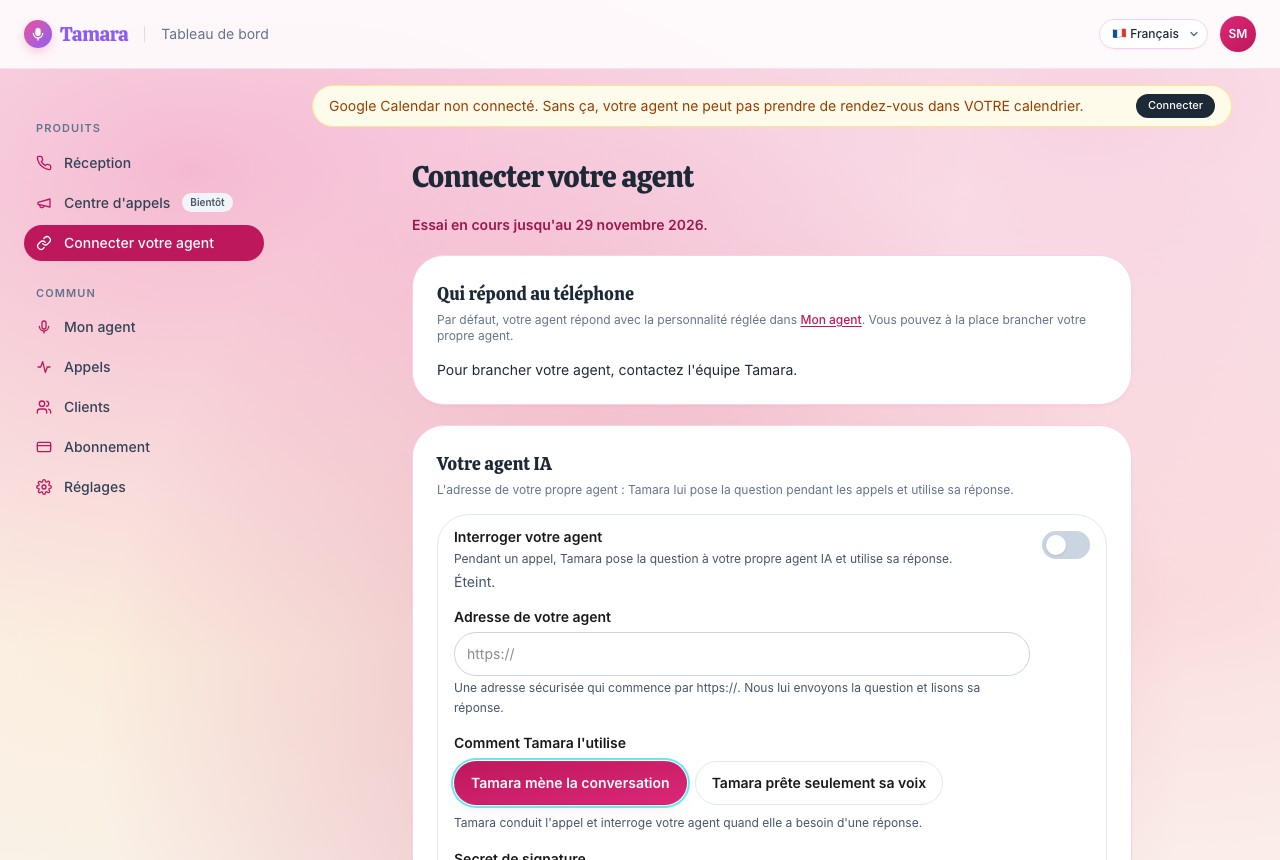 Tamara
Tableau de bord
Français
SM
Google Calendar non connecté. Sans ça, votre agent ne peut pas prendre de rendez-vous dans VOTRE calendrier.
Connecter
PRODUITS
Réception
Centre d'appels
Bientôt
Connecter votre agent
COMMUN
Mon agent
Appels
Clients
Abonnement
Réglages
Connecter votre agent
Essai en cours jusqu'au 29 novembre 2026.
Qui répond au téléphone
Par défaut, votre agent répond avec la personnalité réglée dans Mon agent. Vous pouvez à la place brancher votre
propre agent.
Pour brancher votre agent, contactez l'équipe Tamara.
Votre agent IA
L'adresse de votre propre agent : Tamara lui pose la question pendant les appels et utilise sa réponse.
Interroger votre agent
Pendant un appel, Tamara pose la question à votre propre agent IA et utilise sa réponse.
Éteint.
Adresse de votre agent
https://
Une adresse sécurisée qui commence par https://. Nous lui envoyons la question et lisons sa
réponse.
Comment Tamara l'utilise
Tamara mène la conversation
Tamara prête seulement sa voix
Tamara conduit l'appel et interroge votre agent quand elle a besoin d'une réponse.
Secret de signature